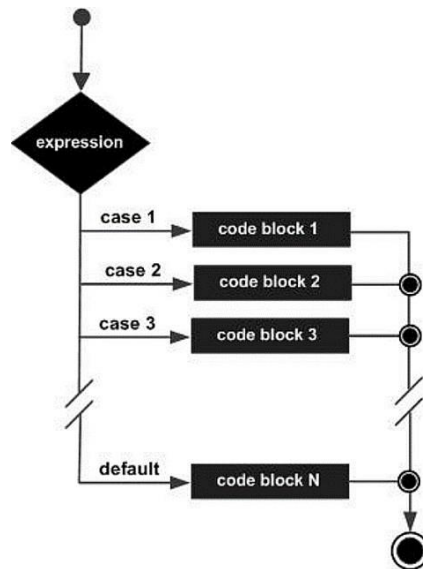 expression
case 1
code block 1
case 2
code block 2
case 3
code block 3
default
code block N